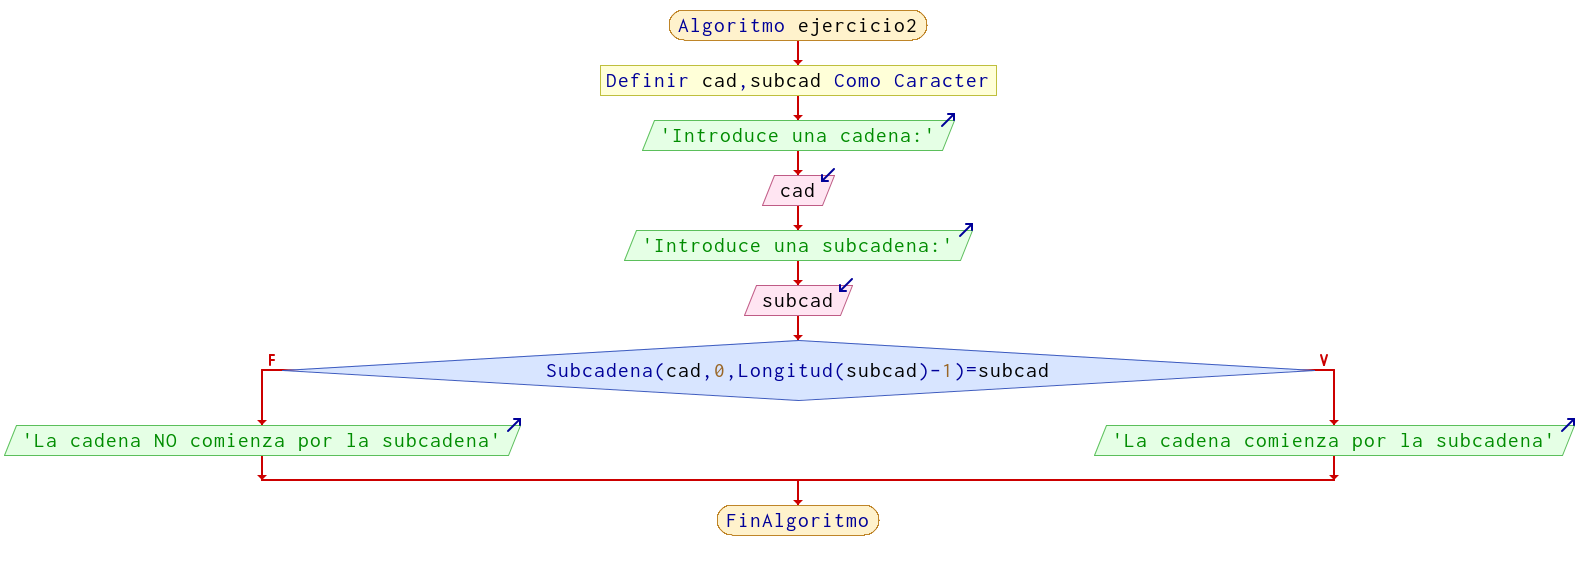 Algoritmo ejercicio2
Definir cad,subcad Como Caracter
'Introduce una cadena:'
cad
'Introduce una subcadena:'
subcad
F
V
Subcadena(cad,0,Longitud(subcad)-1)=subcad
'La cadena NO comienza por la subcadena'
'La cadena comienza por la subcadena'
FinAlgoritmo